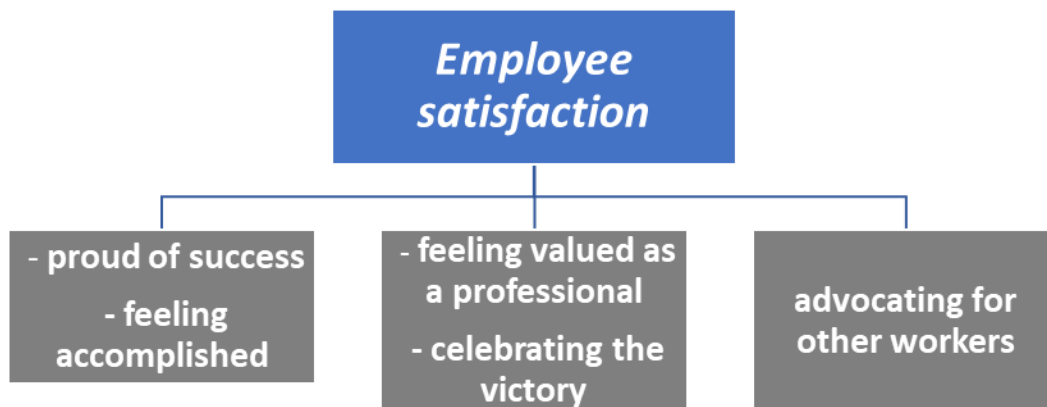 Employee
satisfaction
- proud of success
- feeling
accomplished
- feeling valued as
a professional
- celebrating the
victory
advocating for
other workers